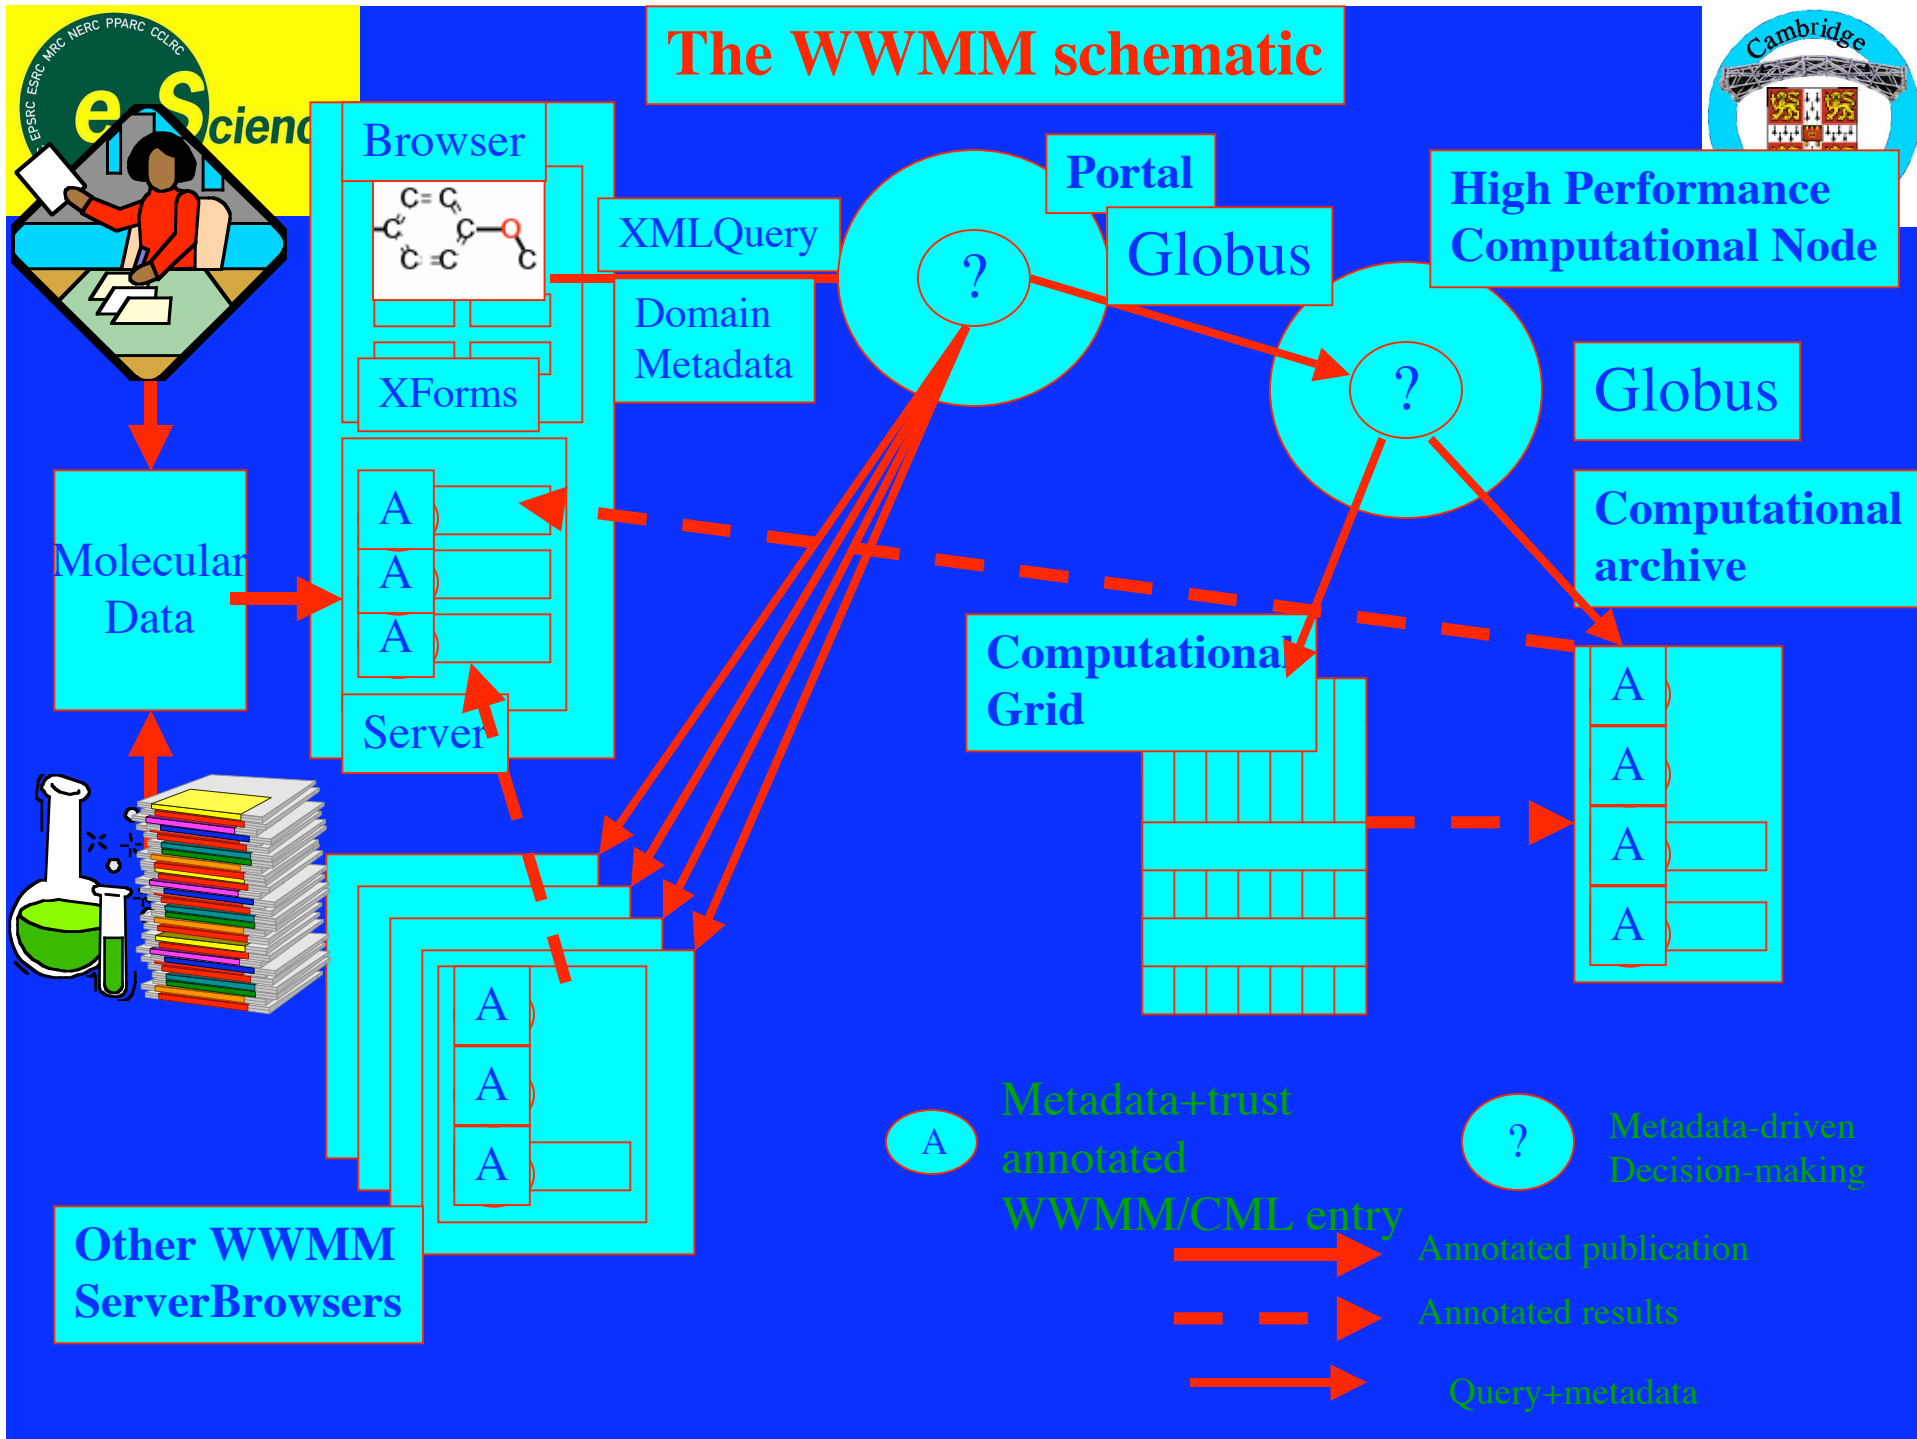 The WWMM schematic
EPSRC ESRC MRC NERC PPARC CCLRC
e-Scienc
Cambridge
Browser
C= C
C C O
C =C C
XMLQuery
Domain
Metadata
XForms
Portal
Globus
?
High Performance
Computational Node
?
Globus
Molecular
Data
A
A
A
Server
Computational
archive
Computational
Grid
A
A
A
A
A
A
A
Other WWMM
ServerBrowsers
A
Metadata+trust
annotated
WWMM/CML entry
?
Metadata-driven
Decision-making
Annotated publication
Annotated results
Query+metadata